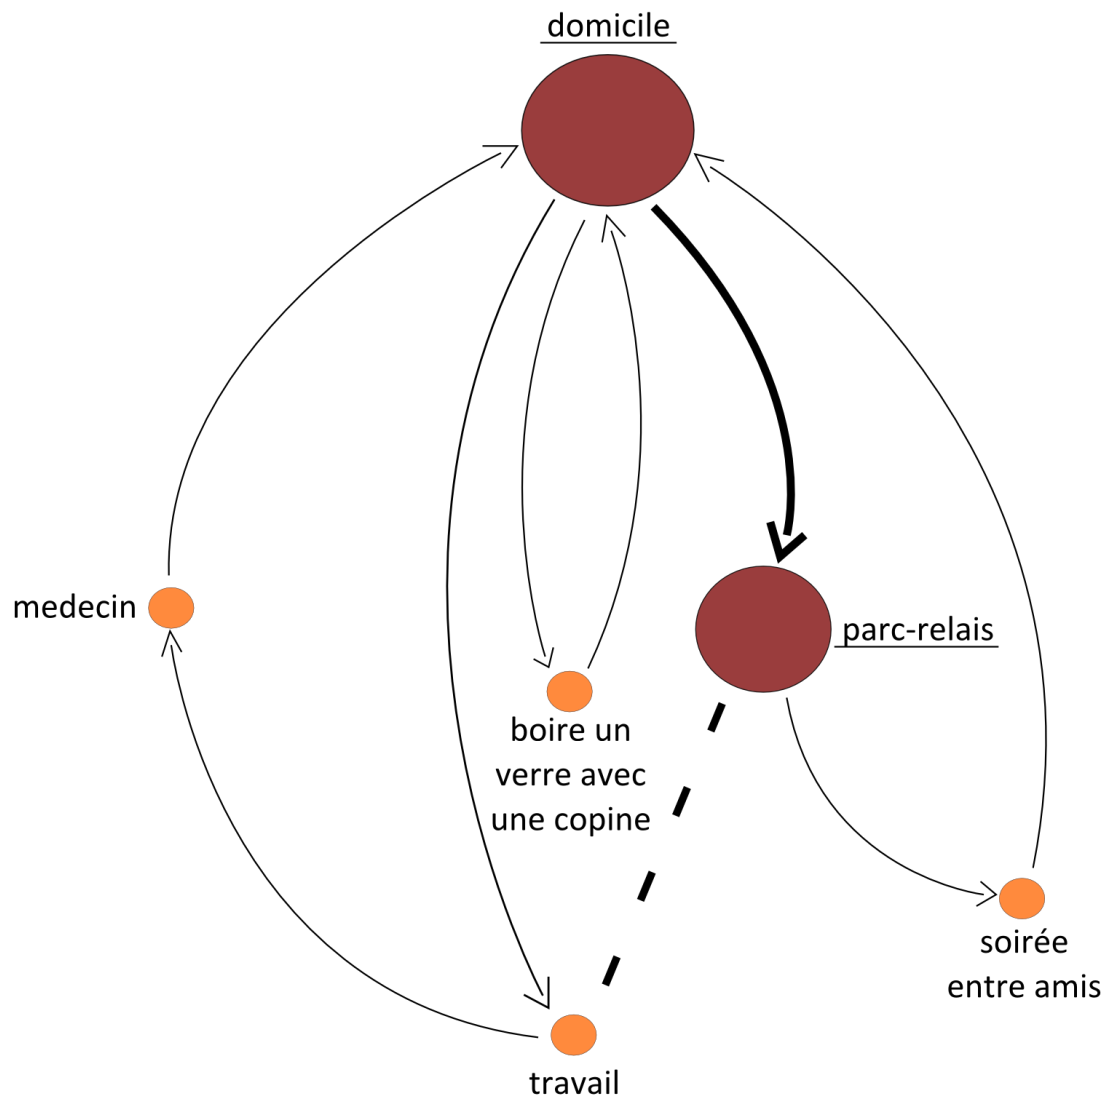 domicile
medecin
parc-relais
boire un
verre avec
une copine
soirée
entre amis
travail